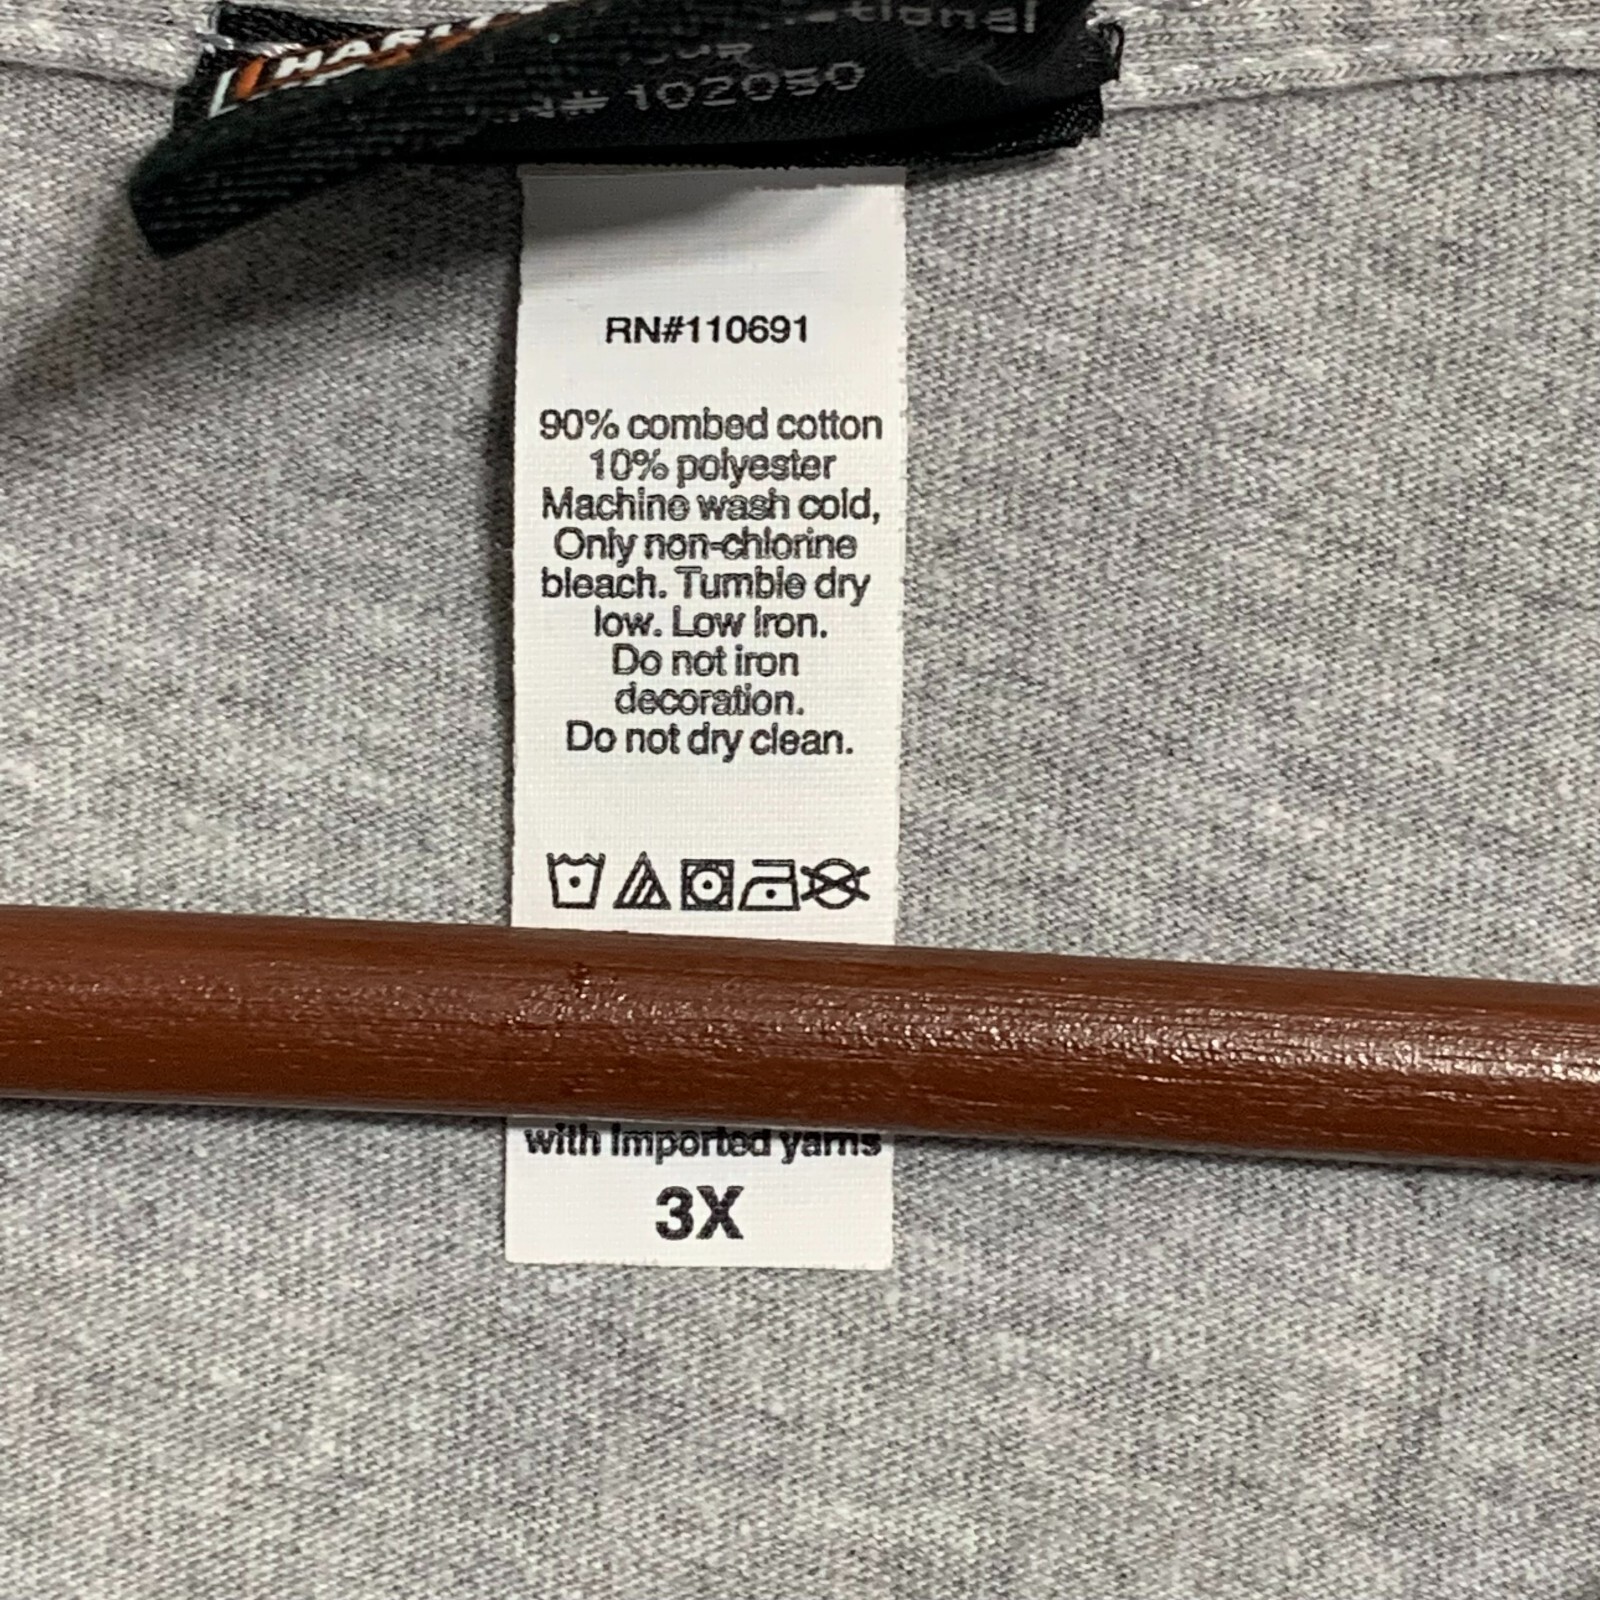 #102050
RN#110691
90% combed cotton
10% polyester
Machine wash cold,
Only non-chlorine
bleach. Tumble dry
low. Low iron.
Do not iron
decoration.
Do not dry clean.
with imported yarns
3X